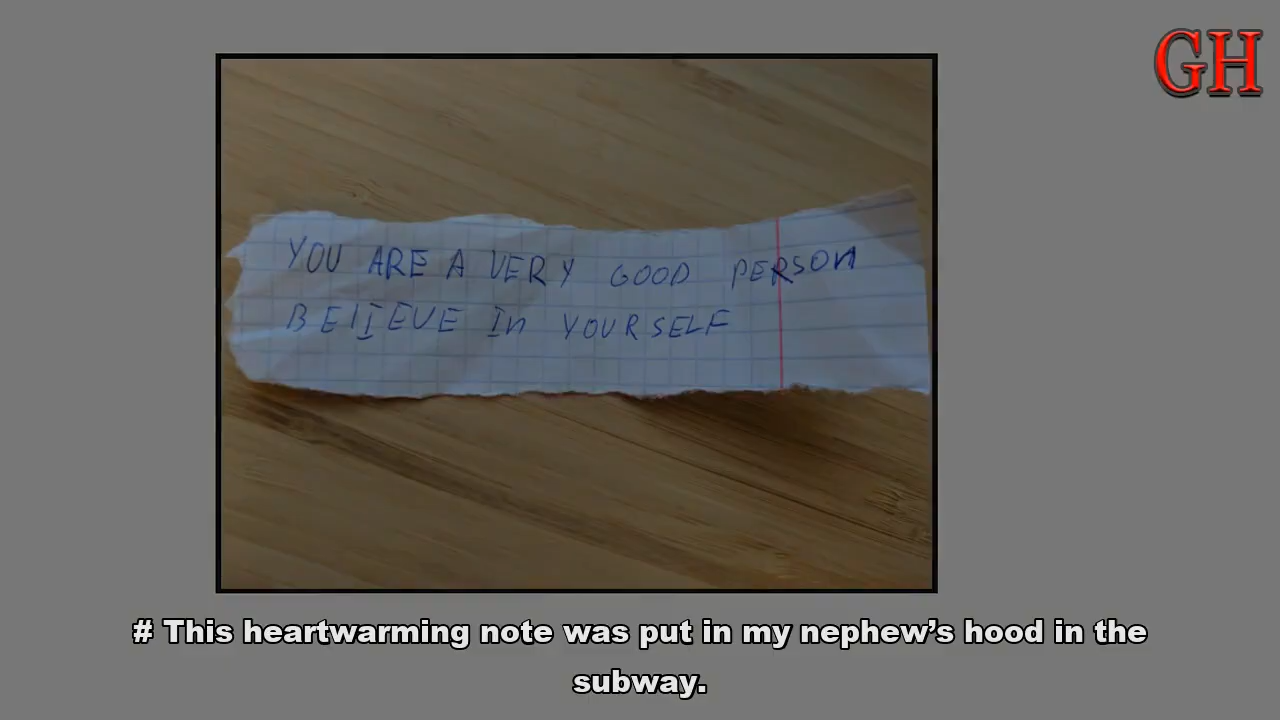 GH
YOU ARE A VERY GOOD PERSON
BELIEVE In YOURSELF
# This heartwarming note was put in my nephew’s hood in the
subway.